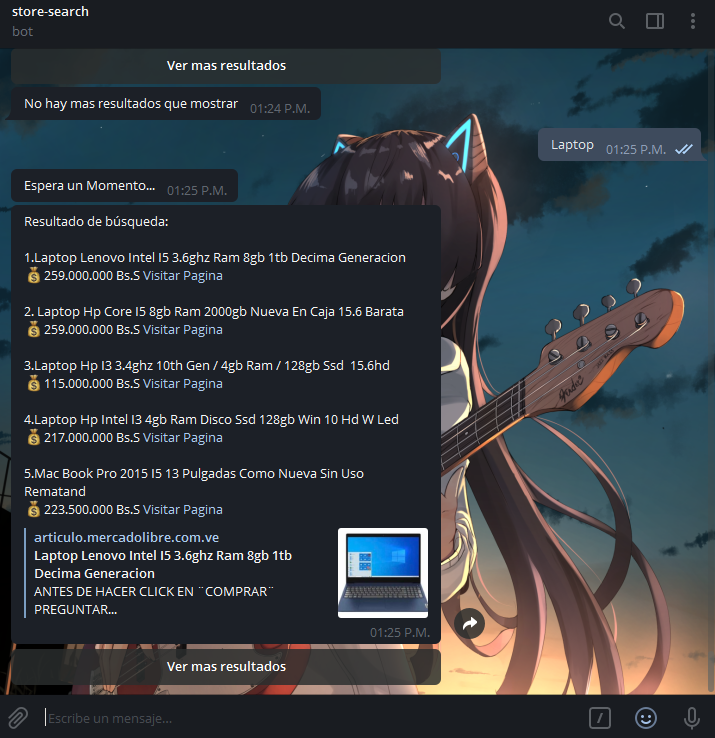 store-search
bot
Ver mas resultados
No hay mas resultados que mostrar 01:24 P.M.
Laptop 01:25 P.M.
Espera un Momento... 01:25 P.M.
Resultado de búsqueda:
1.Laptop Lenovo Intel I5 3.6ghz Ram 8gb 1tb Decima Generacion
💰 259.000.000 Bs.S Visitar Pagina
2. Laptop Hp Core I5 8gb Ram 2000gb Nueva En Caja 15.6 Barata
💰 259.000.000 Bs.S Visitar Pagina
3.Laptop Hp I3 3.4ghz 10th Gen / 4gb Ram / 128gb Ssd  15.6hd
💰 115.000.000 Bs.S Visitar Pagina
4.Laptop Hp Intel I3 4gb Ram Disco Ssd 128gb Win 10 Hd W Led
💰 217.000.000 Bs.S Visitar Pagina
5.Mac Book Pro 2015 I5 13 Pulgadas Como Nueva Sin Uso
Rematand
💰 223.500.000 Bs.S Visitar Pagina
articulo.mercadolibre.com.ve
Laptop Lenovo Intel I5 3.6ghz Ram 8gb 1tb
Decima Generacion
ANTES DE HACER CLICK EN ¨COMPRAR¨
PREGUNTAR...
01:25 P.M.
Ver mas resultados
Escribe un mensaje...